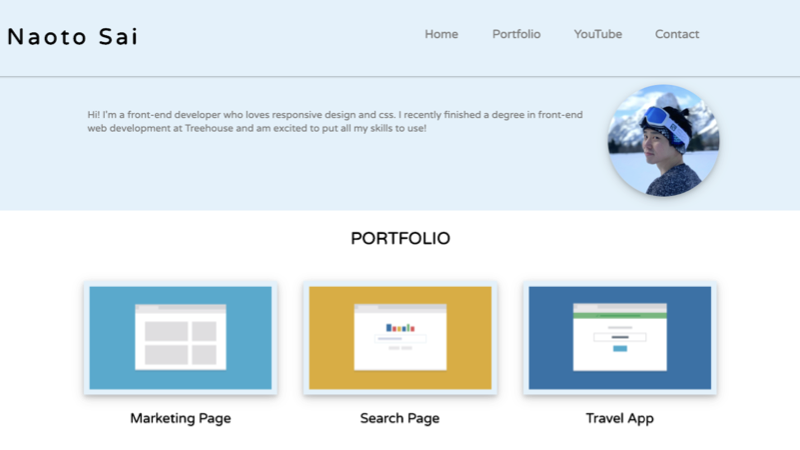 Naoto Sai
Home Portfolio YouTube Contact
Hi! I'm a front-end developer who loves responsive design and css. I recently finished a degree in front-end
web development at Treehouse and am excited to put all my skills to use!
PORTFOLIO
Marketing Page Search Page Travel App